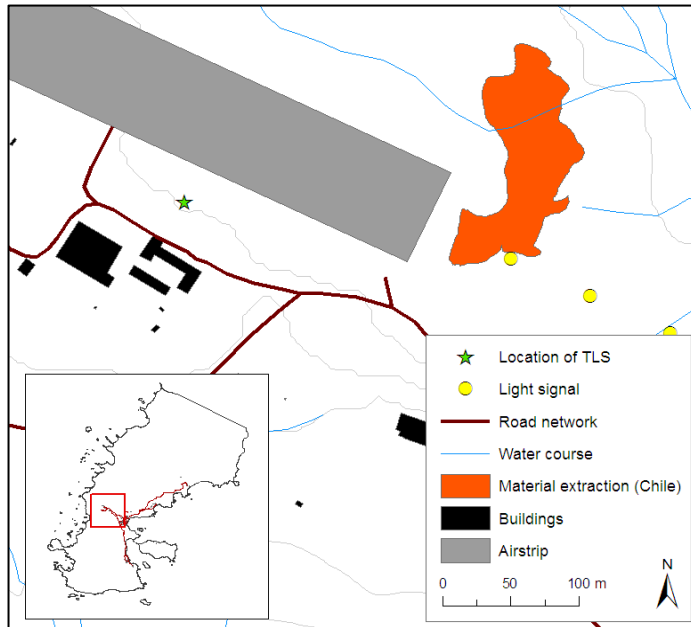 Location of TLS
Light signal
Road network
Water course
Material extraction (Chile)
Buildings
Airstrip
N
0 50 100 m